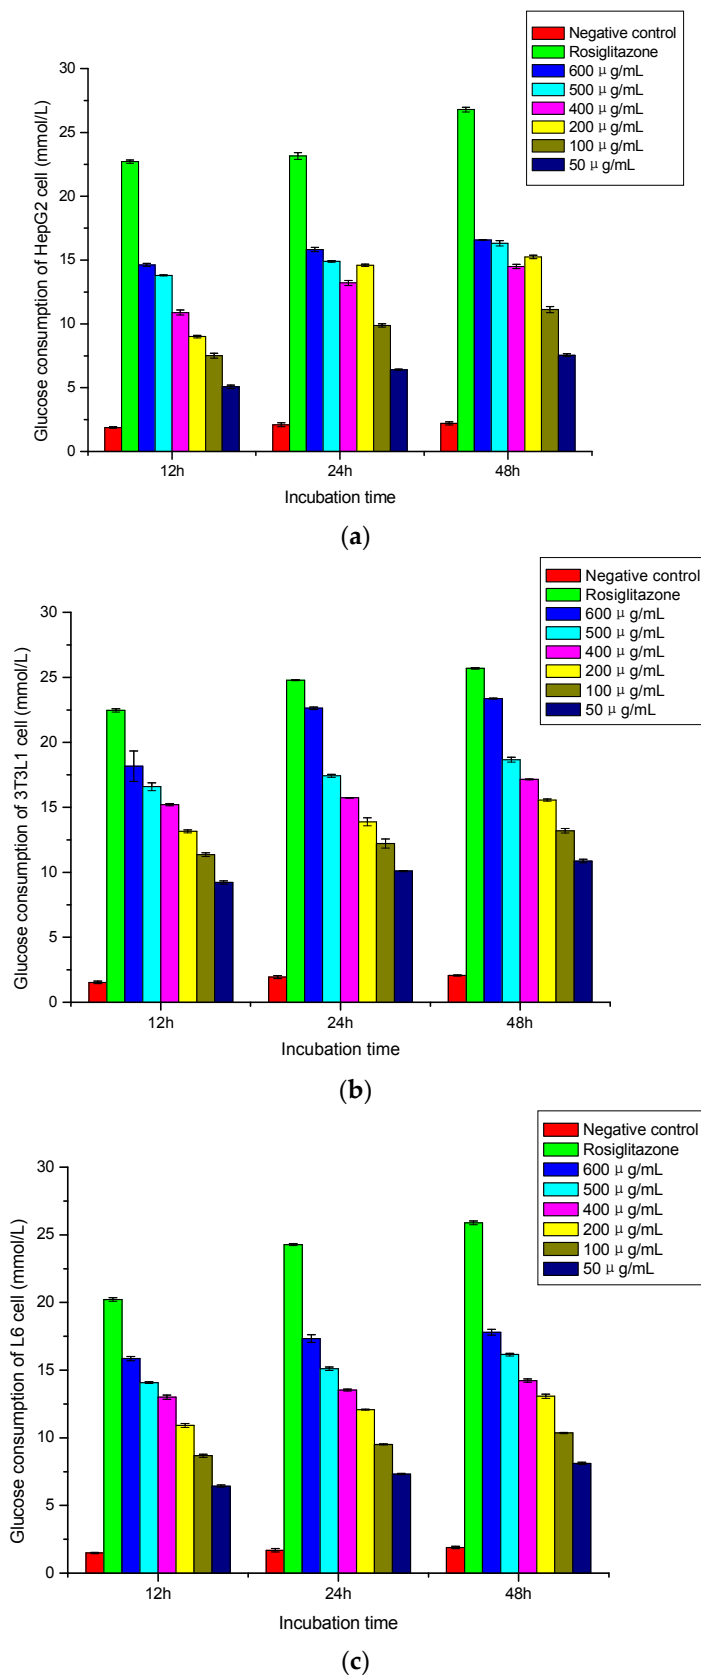 Negative control
Rosiglitazone
600 μ g/mL
500 μ g/mL
400 μ g/mL
200 μ g/mL
100 μ g/mL
50 μ g/mL
30
25
20
15
10
5
0
Glucose consumption of HepG2 cell (mmol/L)
12h 24h 48h
Incubation time
(a)
Negative control
Rosiglitazone
600 μ g/mL
500 μ g/mL
400 μ g/mL
200 μ g/mL
100 μ g/mL
50 μ g/mL
30
25
20
15
10
5
0
Glucose consumption of 3T3L1 cell (mmol/L)
12h 24h 48h
Incubation time
(b)
Negative control
Rosiglitazone
600 μ g/mL
500 μ g/mL
400 μ g/mL
200 μ g/mL
100 μ g/mL
50 μ g/mL
30
25
20
15
10
5
0
Glucose consumption of L6 cell (mmol/L)
12h 24h 48h
Incubation time
(c)